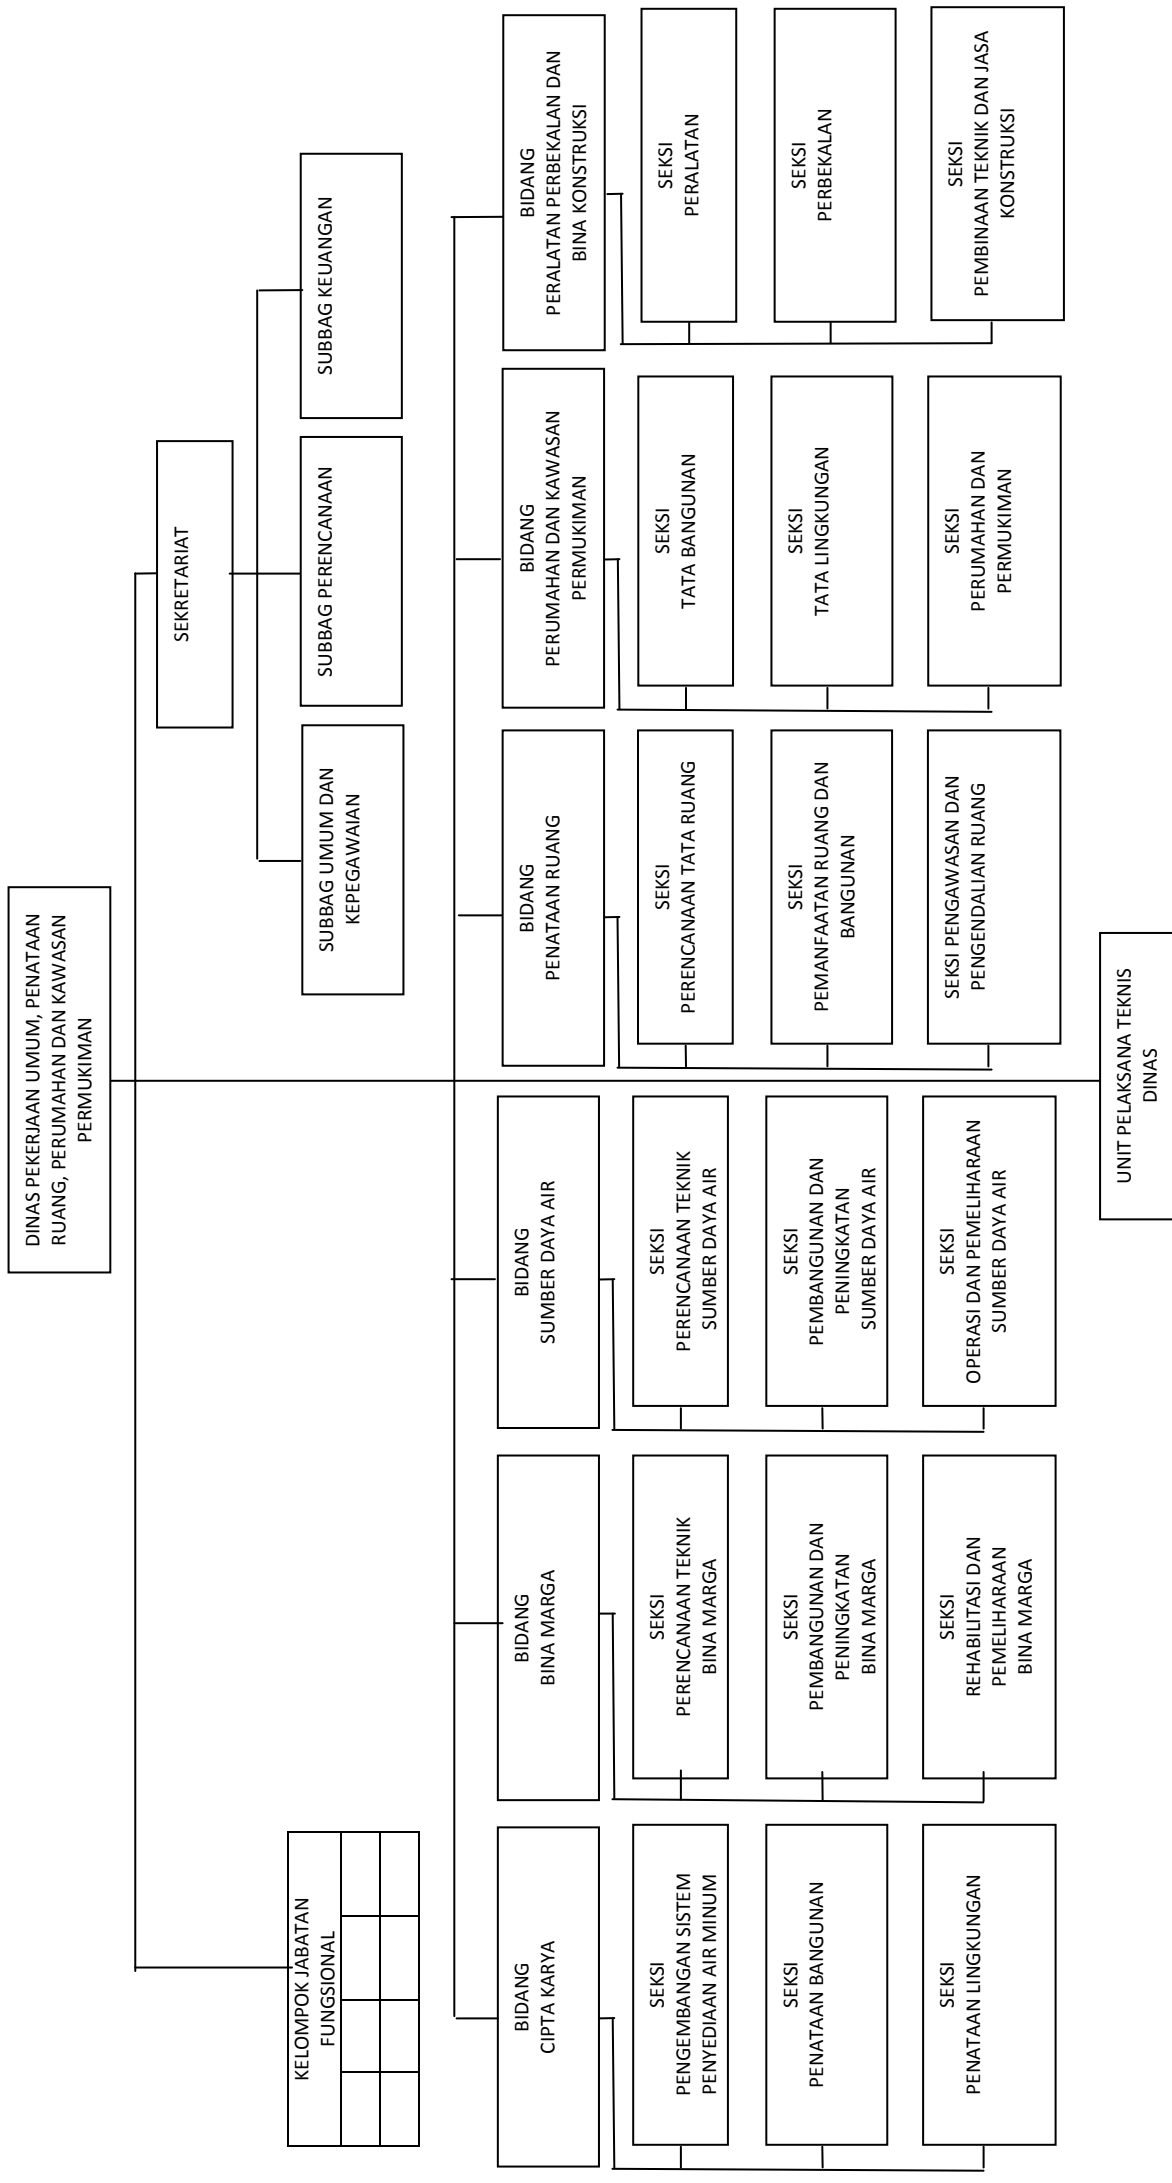 DINAS PEKERJAAN UMUM, PENATAAN
RUANG, PERUMAHAN DAN KAWASAN
PERMUKIMAN
SEKRETARIAT
KELOMPOK JABATAN
FUNGSIONAL
SUBBAG UMUM DAN
KEPEGAWAIAN
SUBBAG PERENCANAAN
SUBBAG KEUANGAN
BIDANG
CIPTA KARYA
BIDANG
BINA MARGA
BIDANG
SUMBER DAYA AIR
BIDANG
PENATAAN RUANG
BIDANG
PERUMAHAN DAN KAWASAN
PERMUKIMAN
BIDANG
PERALATAN PERBEKALAN DAN
BINA KONSTRUKSI
SEKSI
PENGEMBANGAN SISTEM
PENYEDIAAN AIR MINUM
SEKSI
PERENCANAAN TEKNIK
BINA MARGA
SEKSI
PERENCANAAN TEKNIK
SUMBER DAYA AIR
SEKSI
PERENCANAAN TATA RUANG
SEKSI
TATA BANGUNAN
SEKSI
PERALATAN
SEKSI
PENATAAN BANGUNAN
SEKSI
PEMBANGUNAN DAN
PENINGKATAN
BINA MARGA
SEKSI
PEMBANGUNAN DAN
PENINGKATAN
SUMBER DAYA AIR
SEKSI
PEMANFAATAN RUANG DAN
BANGUNAN
SEKSI
TATA LINGKUNGAN
SEKSI
PERBEKALAN
SEKSI
PENATAAN LINGKUNGAN
SEKSI
REHABILITASI DAN
PEMELIHARAAN
BINA MARGA
SEKSI
OPERASI DAN PEMELIHARAAN
SUMBER DAYA AIR
SEKSI PENGAWASAN DAN
PENGENDALIAN RUANG
SEKSI
PERUMAHAN DAN
PERMUKIMAN
SEKSI
PEMBINAAN TEKNIK DAN JASA
KONSTRUKSI
UNIT PELAKSANA TEKNIS
DINAS